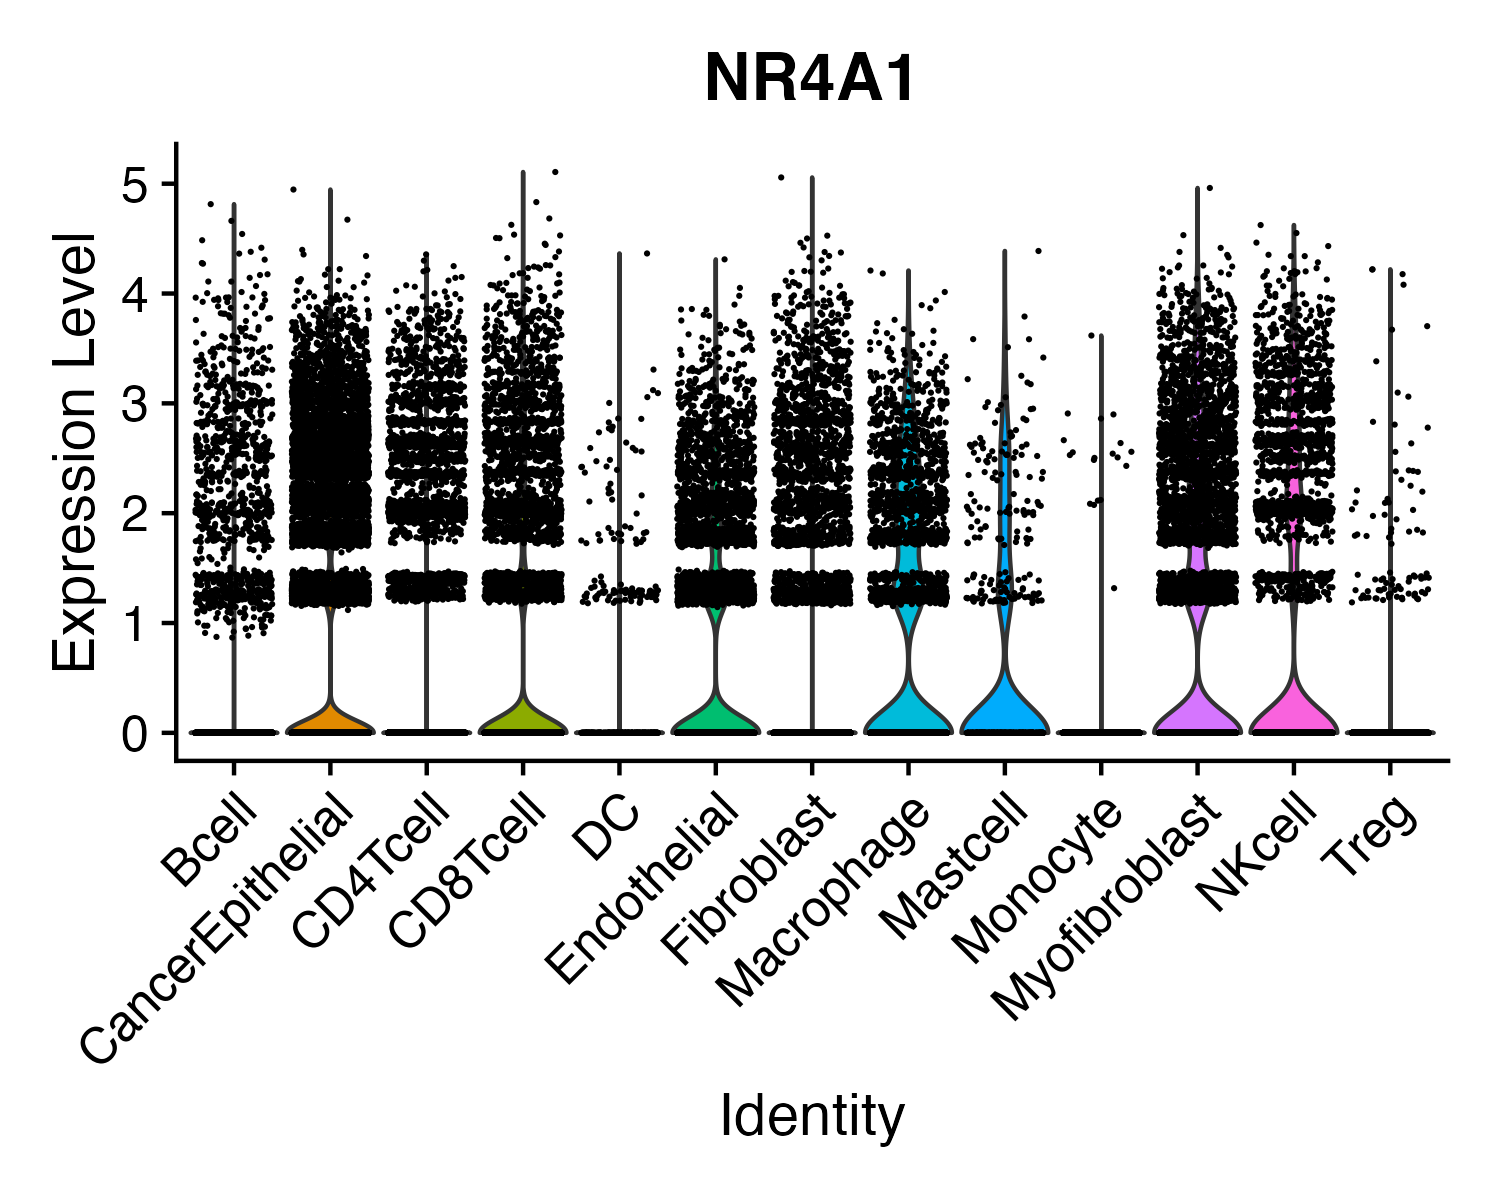 NR4A1
Expression Level
5
4
3
2
1
0
Bcell
CancerEpithelial
CD4Tcell
CD8Tcell
DC
Endothelial
Fibroblast
Macrophage
Mastcell
Monocyte
Myofibroblast
NKcell
Treg
Identity